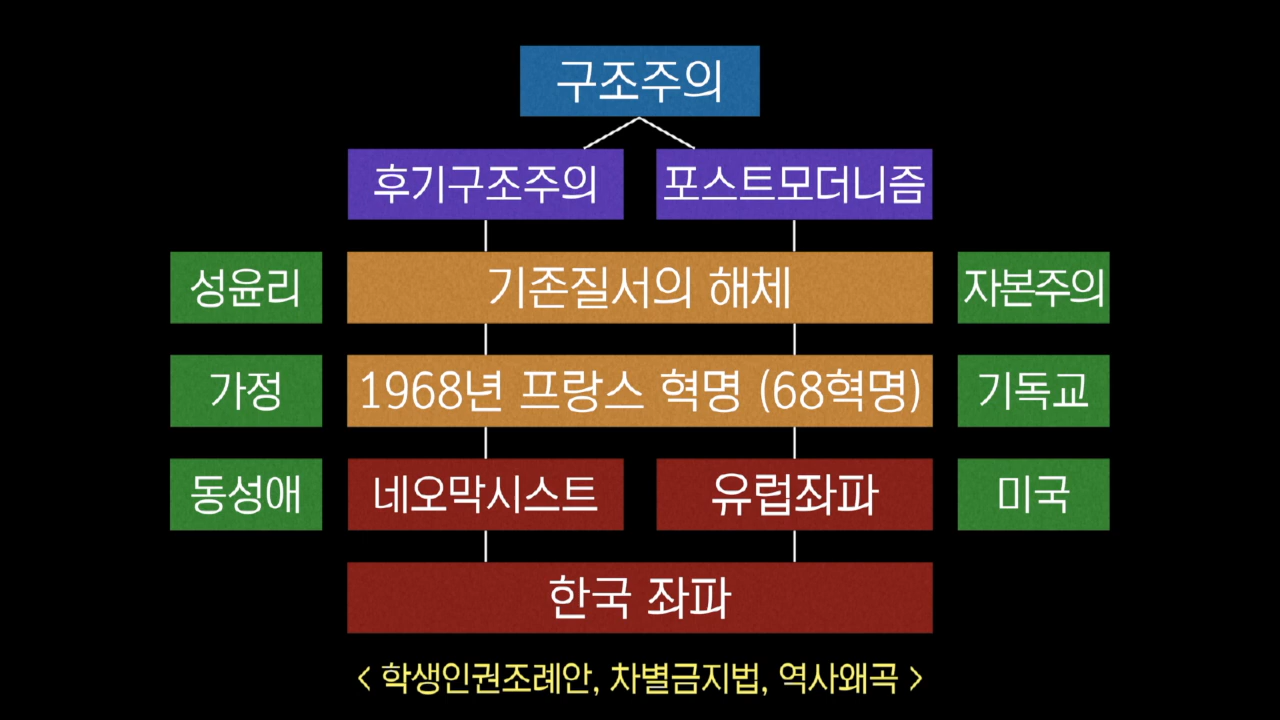 구조주의
후기구조주의 포스트모더니즘
성윤리 기존질서의 해체 자본주의
가정 1968년 프랑스 혁명 (68혁명) 기독교
동성애 네오막시스트 유럽좌파 미국
한국 좌파
< 학생인권조례안, 차별금지법, 역사왜곡 >